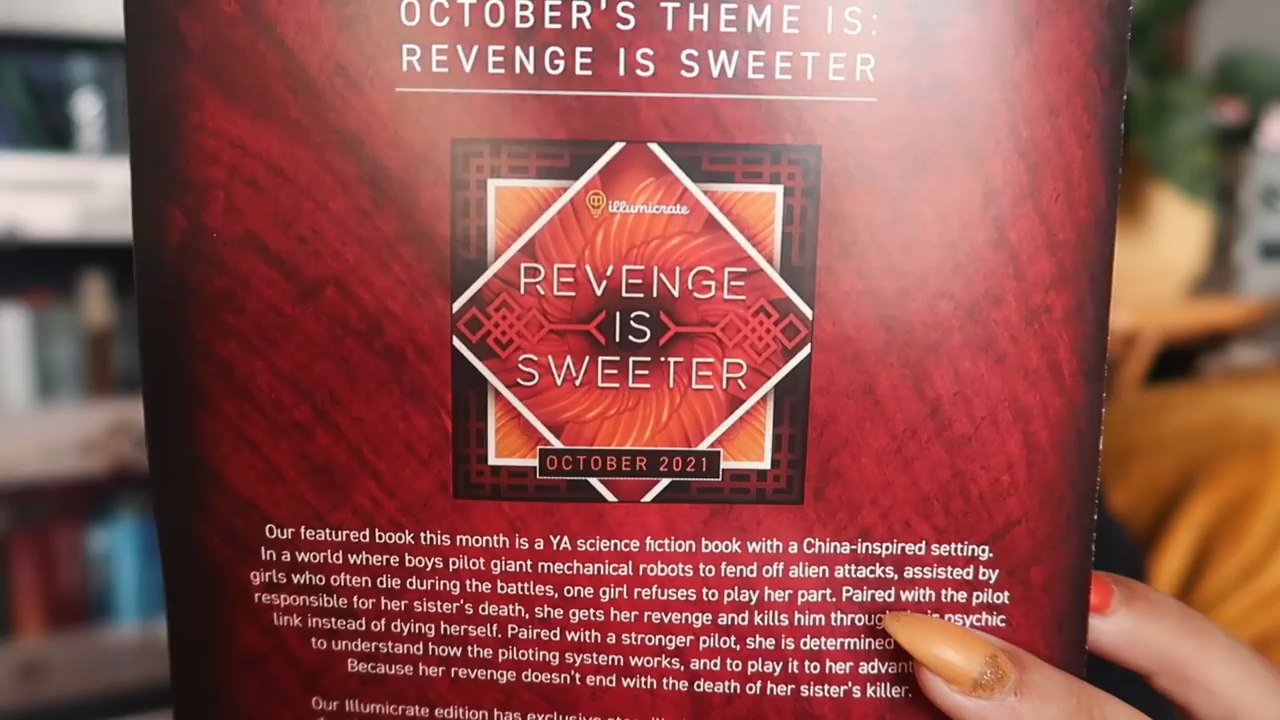 OCTOBER'S THEME IS:
REVENGE IS SWEETER
illumicrate
REVENGE
IS
SWEETER
OCTOBER 2021
Our featured book this month is a YA science fiction book with a China-inspired setting.
In a world where boys pilot giant mechanical robots to fend off alien attacks, assisted by
girls who often die during the battles, one girl refuses to play her part. Paired with the pilot
responsible for her sister's death, she gets her revenge and kills him psychic
link instead of dying herself. Paired with a stronger pilot, she is determined
to understand how the piloting system works, and to play it to her
Because her revenge doesn't end with the death of her sister's killer.
Our Illumicrate edition has exclusive